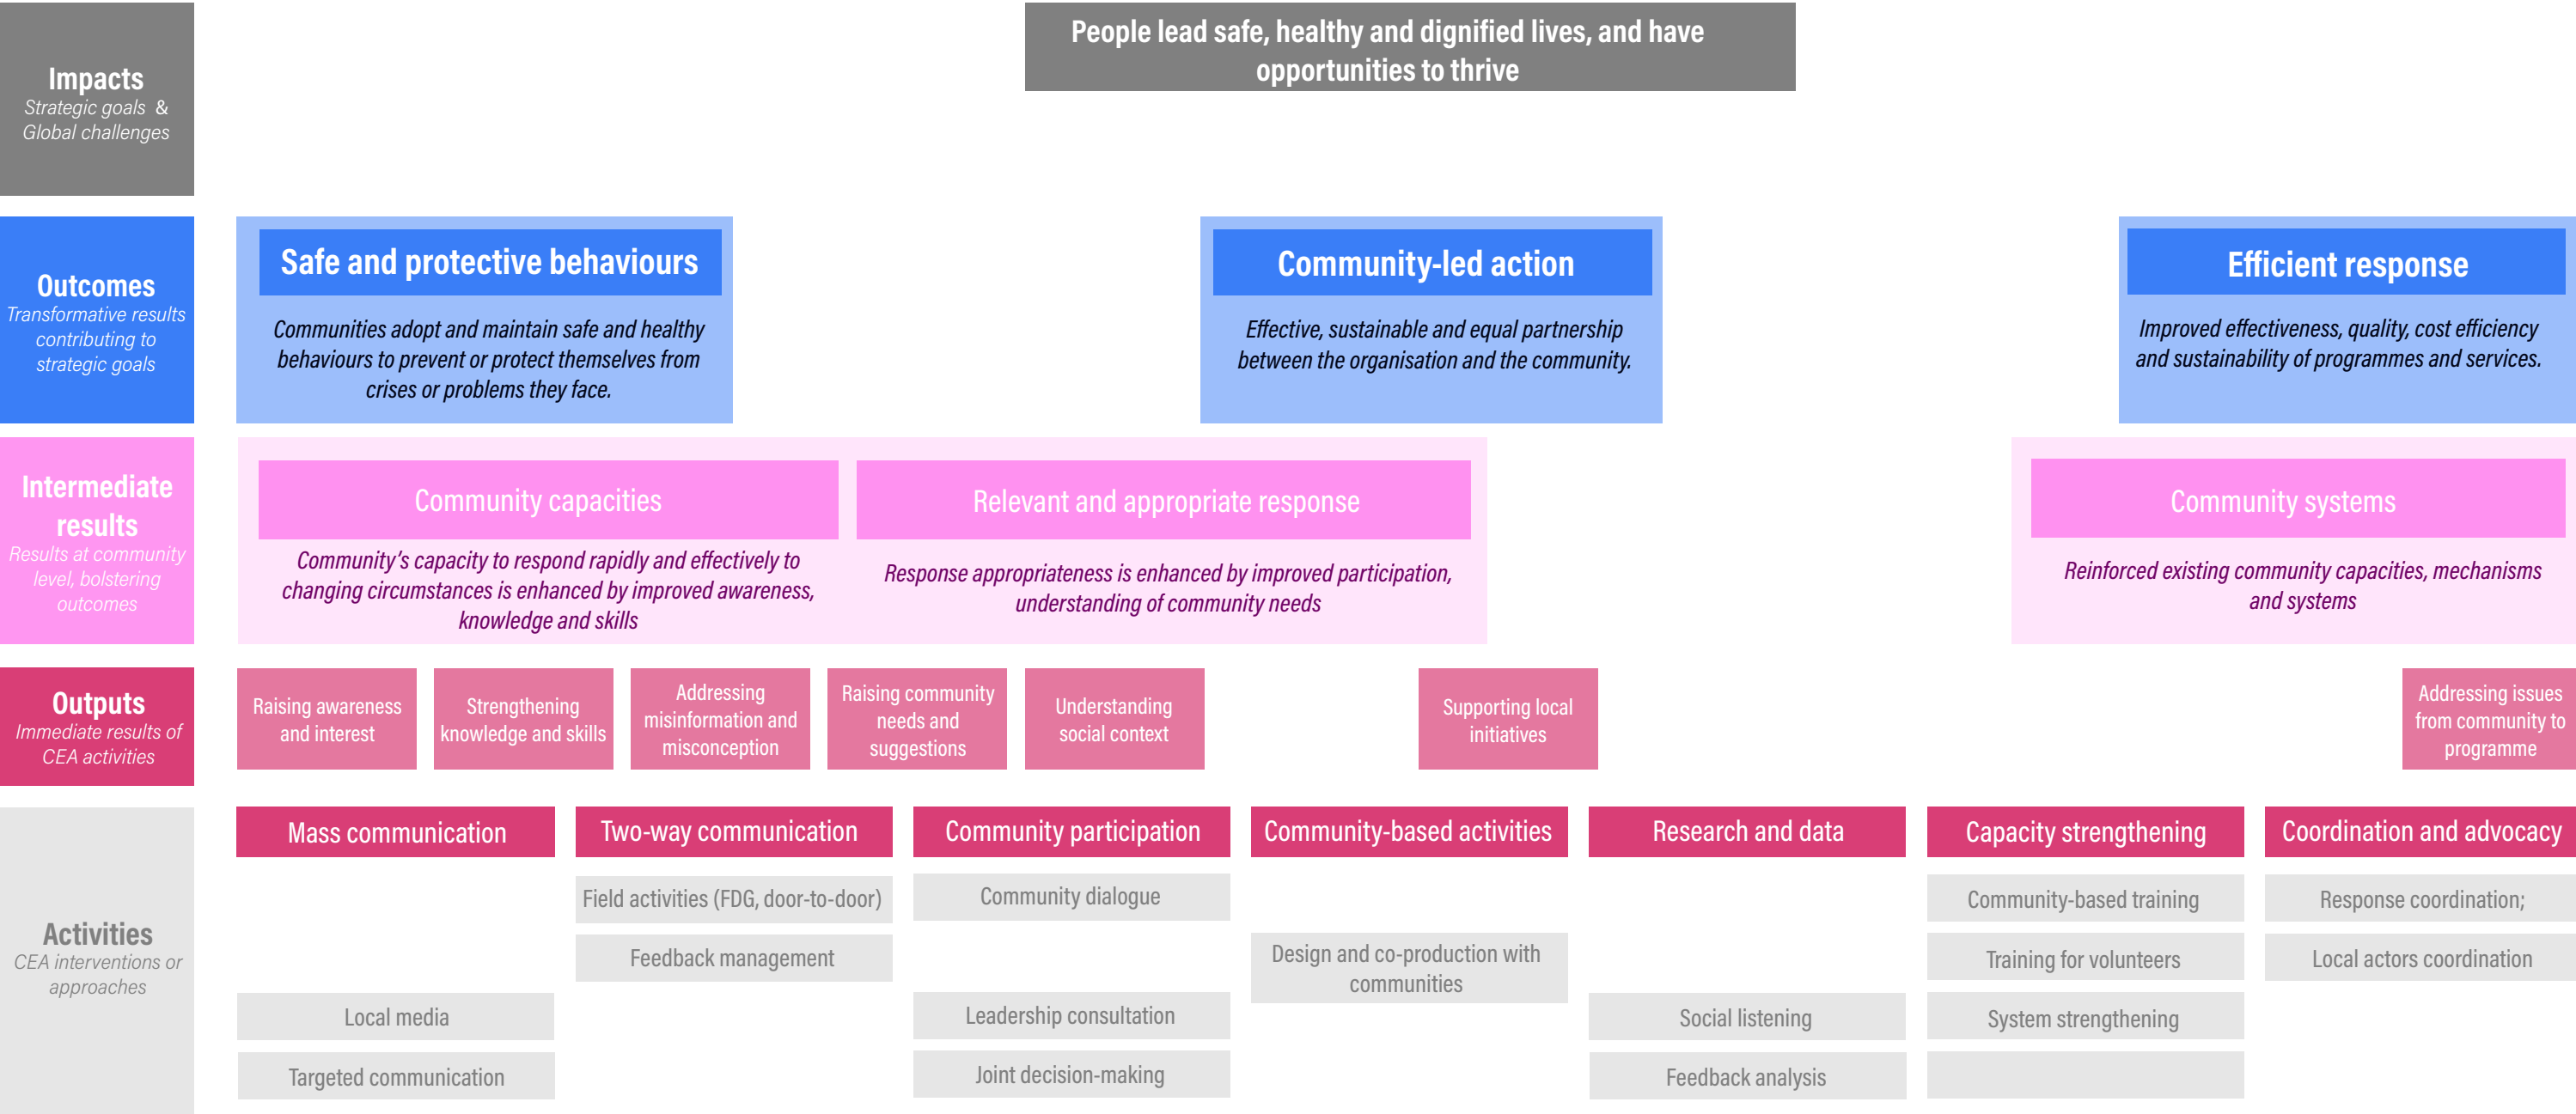 People lead safe, healthy and dignified lives, and have
opportunities to thrive
Impacts
Strategic goals & 
Global challenges
Outcomes
Transformative results
contributing to
strategic goals
Safe and protective behaviours
Communities adopt and maintain safe and healthy
behaviours to prevent or protect themselves from
crises or problems they face.
Community-led action
Effective, sustainable and equal partnership
between the organisation and the community.
Efficient response
Improved effectiveness, quality, cost efficiency
and sustainability of programmes and services.
Intermediate
results
Results at community
level, bolstering
outcomes
Community capacities
Community's capacity to respond rapidly and effectively to
changing circumstances is enhanced by improved awareness,
knowledge and skills
Relevant and appropriate response
Response appropriateness is enhanced by improved participation,
understanding of community needs
Community systems
Reinforced existing community capacities, mechanisms
and systems
Outputs
Immediate results of
CEA activities
Raising awareness
and interest
Strengthening
knowledge and skills
Addressing
misinformation and
misconception
Raising community
needs and
suggestions
Understanding
social context
Supporting local
initiatives
Addressing issues
from community to
programme
Activities
CEA interventions or
approaches
Mass communication
Local media
Targeted communication
Two-way communication
Field activities (FDG, door-to-door)
Feedback management
Community participation
Community dialogue
Leadership consultation
Joint decision-making
Community-based activities
Design and co-production with
communities
Research and data
Social listening
Feedback analysis
Capacity strengthening
Community-based training
Training for volunteers
System strengthening
Coordination and advocacy
Response coordination;
Local actors coordination